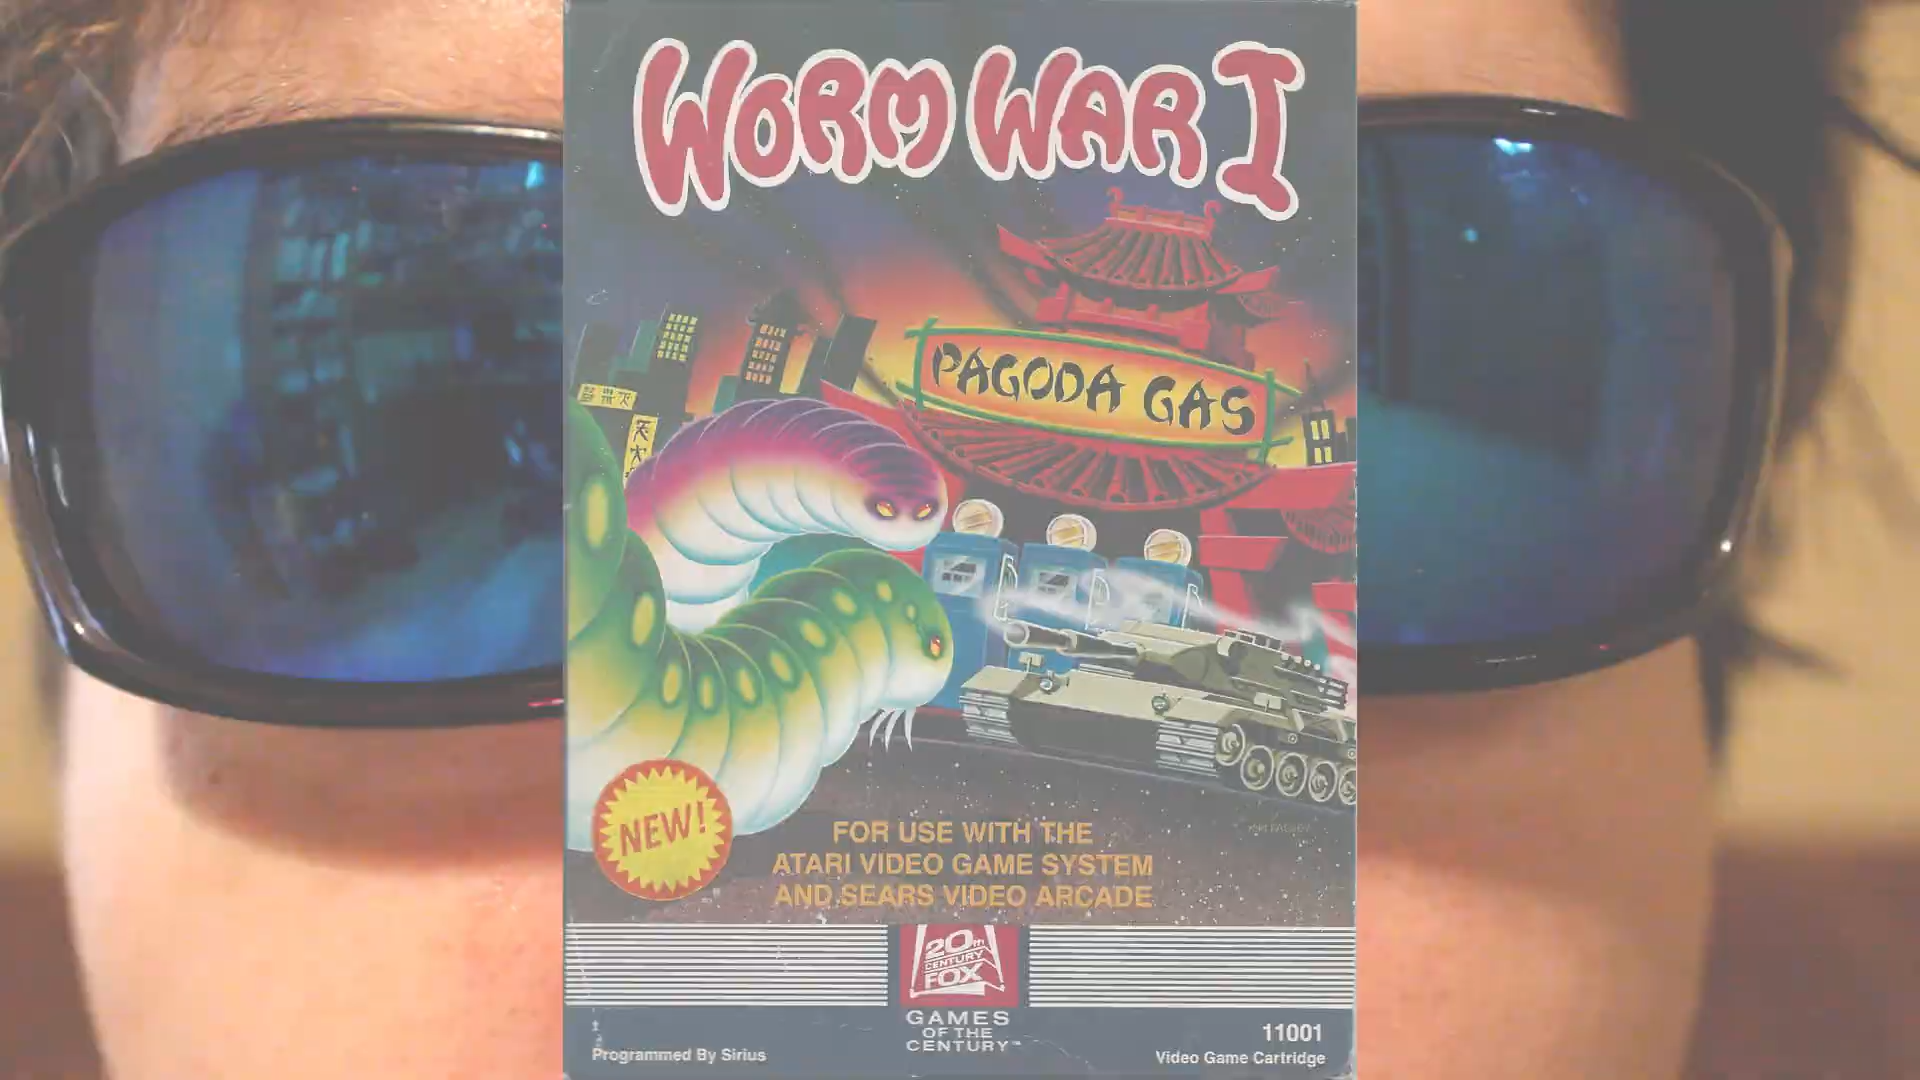 WORM WAR I
PAGODA GAS
NEW!
FOR USE WITH THE
ATARI VIDEO GAME SYSTEM
AND SEARS VIDEO ARCADE
20th
CENTURY
FOX
GAMES
OF THE
CENTURY™
11001
Programmed By Sirius
Video Game Cartridge